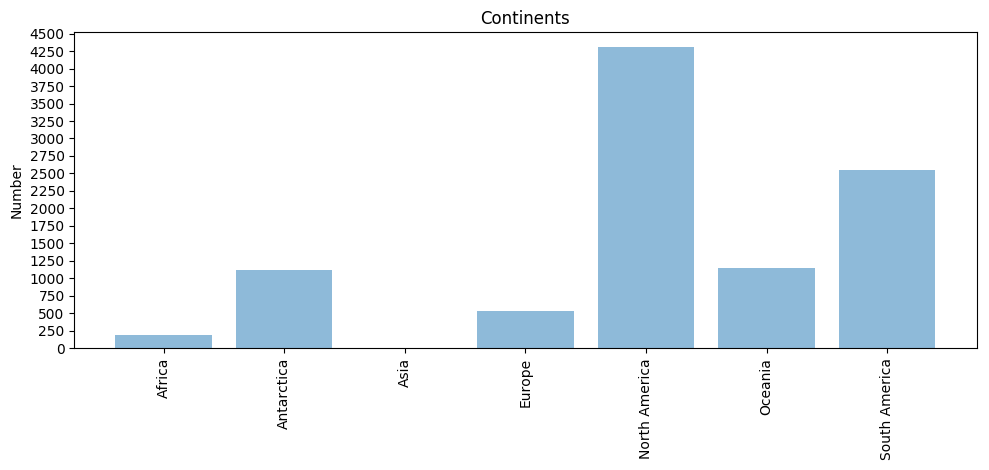 Continents
Number
4500
4250
4000
3750
3500
3250
3000
2750
2500
2250
2000
1750
1500
1250
1000
750
500
250
0
Africa
Antarctica
Asia
Europe
North America
Oceania
South America